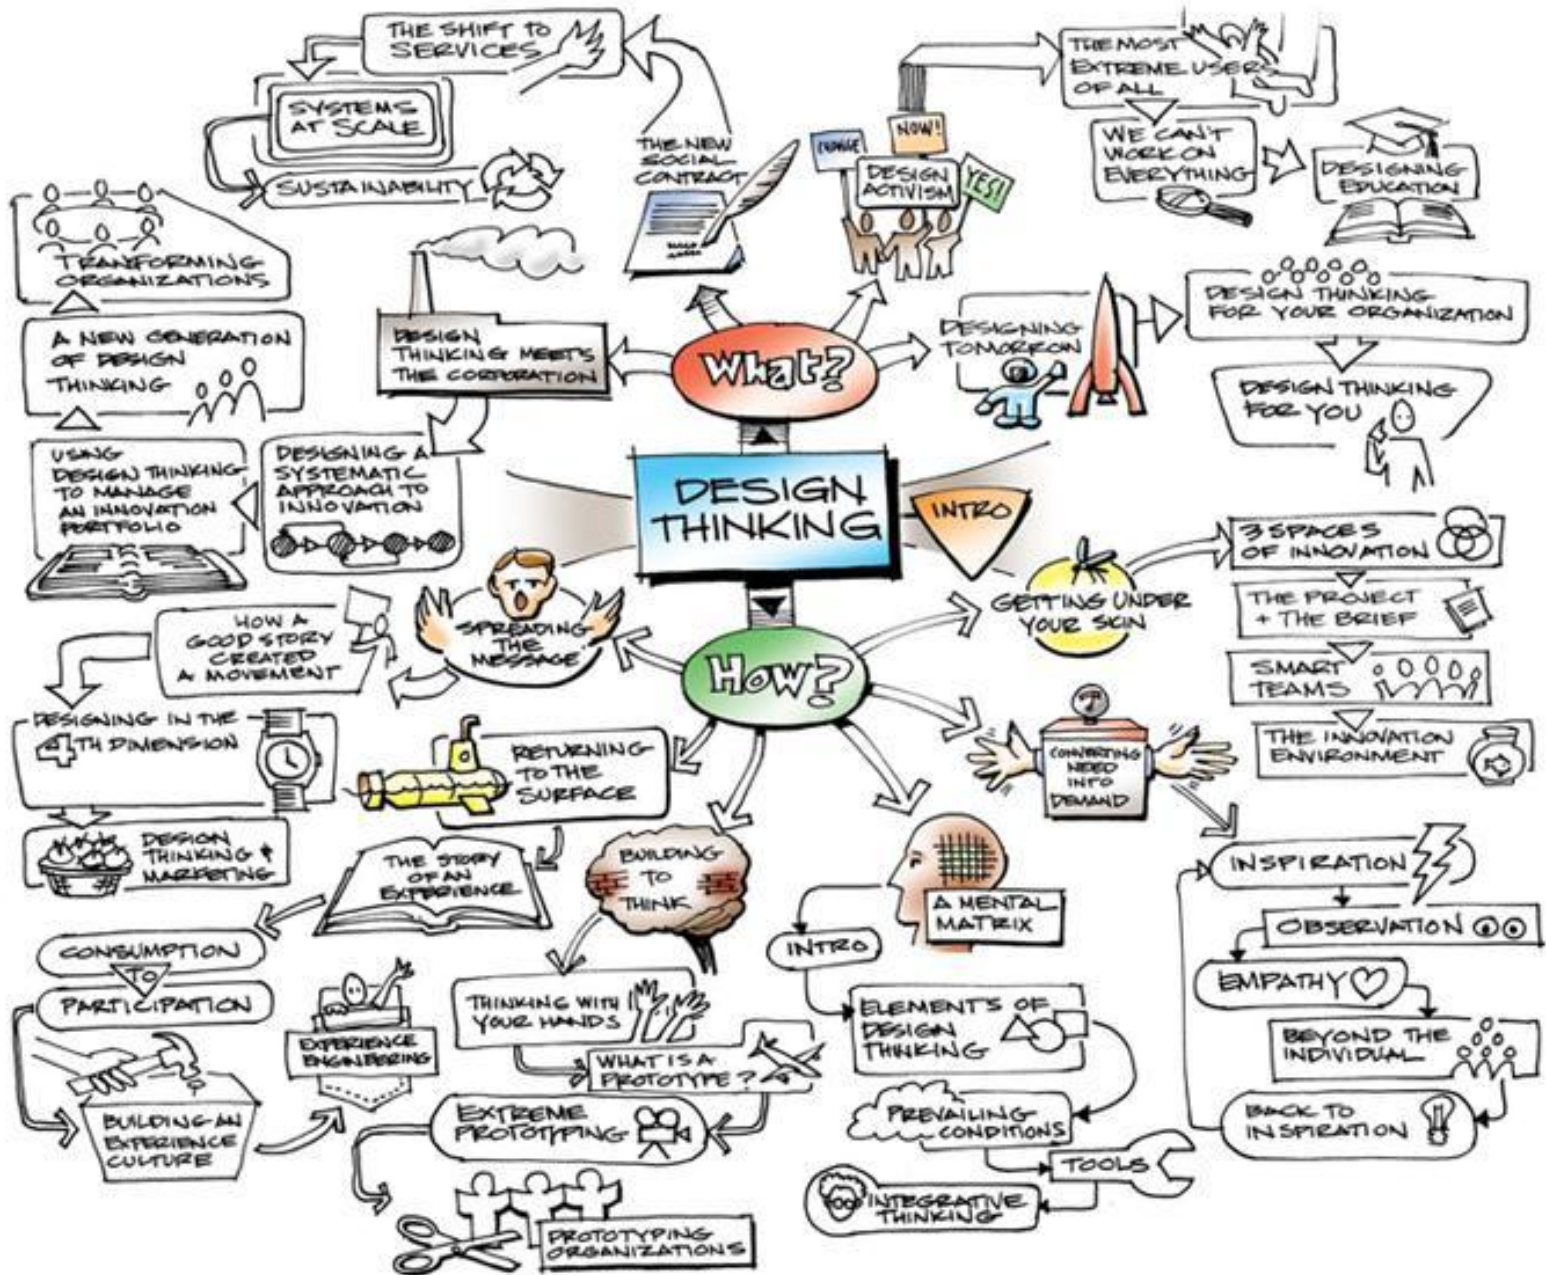 DESIGN
THINKING
INTRO
What?
THE NEW
SOCIAL
CONTRACT
THE SHIFT TO
SERVICES
SYSTEMS
AT SCALE
SUSTAINABILITY
CHANGE
NOW!
YES!
DESIGN
ACTIVISM
THE MOST
EXTREME USERS
OF ALL
WE CAN'T
WORK ON
EVERYTHING
DESIGNING
EDUCATION
DESIGNING
TOMORROW
DESIGN THINKING
FOR YOUR ORGANIZATION
DESIGN THINKING
FOR YOU
DESIGN
THINKING MEETS
THE CORPORATION
DESIGNING A
SYSTEMATIC
APPROACH TO
INNOVATION
USING
DESIGN THINKING
TO MANAGE
AN INNOVATION
PORTFOLIO
A NEW GENERATION
OF DESIGN
THINKING
TRANSFORMING
ORGANIZATIONS
How?
GETTING UNDER
YOUR SKIN
3 SPACES
OF INNOVATION
THE PROJECT
+ THE BRIEF
SMART
TEAMS
THE INNOVATION
ENVIRONMENT
CONVERTING
NEED
INTO
DEMAND
INSPIRATION
OBSERVATION
EMPATHY
BEYOND THE
INDIVIDUAL
BACK TO
INSPIRATION
A MENTAL
MATRIX
INTRO
ELEMENTS OF
DESIGN
THINKING
PREVAILING
CONDITIONS
TOOLS
INTEGRATIVE
THINKING
BUILDING
TO
THINK
THINKING WITH
YOUR HANDS
WHAT IS A
PROTOTYPE?
EXTREME
PROTOTYPING
PROTOTYPING
ORGANIZATIONS
RETURNING
TO THE
SURFACE
THE STORY
OF AN
EXPERIENCE
CONSUMPTION
TO
PARTICIPATION
BUILDING AN
EXPERIENCE
CULTURE
EXPERIENCE
ENGINEERING
SPREADING
THE
MESSAGE
HOW A
GOOD STORY
CREATED
A MOVEMENT
DESIGNING IN THE
4TH DIMENSION
DESIGN
THINKING &
MARKETING